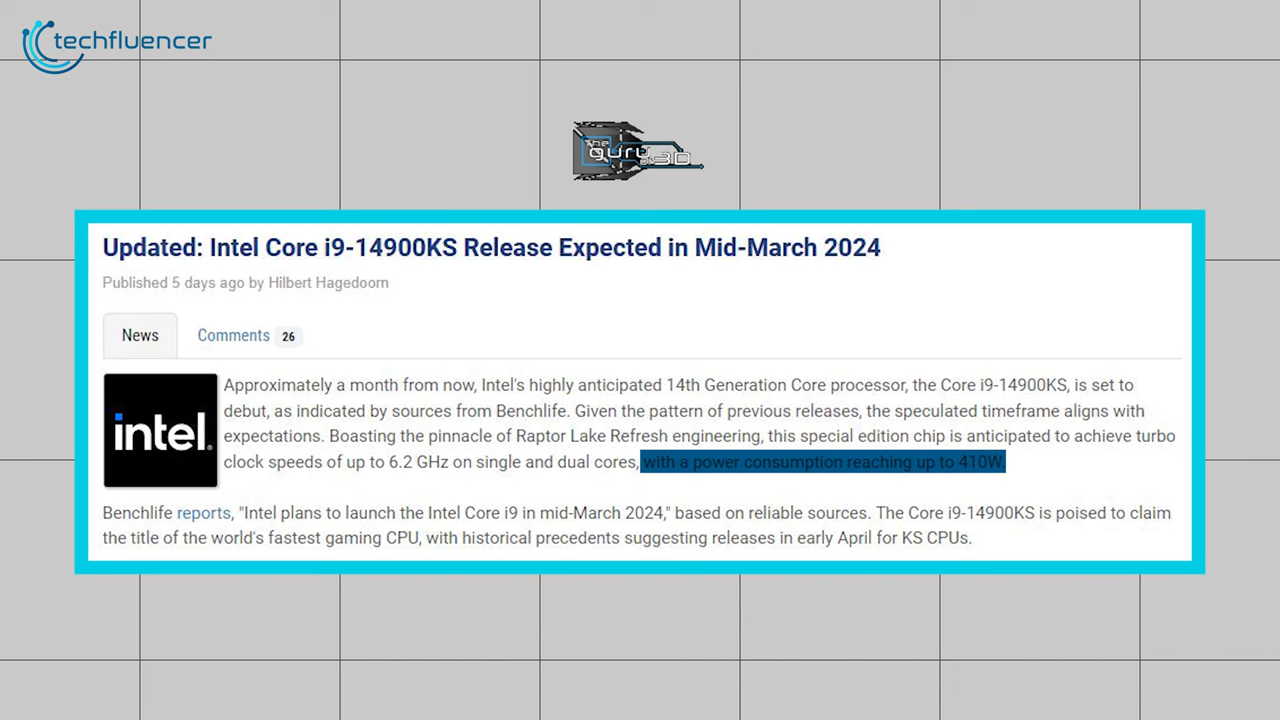 techfluencer
the
guru
of
3D
Updated: Intel Core i9-14900KS Release Expected in Mid-March 2024
Published 5 days ago by Hilbert Hagedoorn
News Comments 26
Approximately a month from now, Intel's highly anticipated 14th Generation Core processor, the Core i9-14900KS, is set to
debut, as indicated by sources from Benchlife. Given the pattern of previous releases, the speculated timeframe aligns with
expectations. Boasting the pinnacle of Raptor Lake Refresh engineering, this special edition chip is anticipated to achieve turbo
clock speeds of up to 6.2 GHz on single and dual cores, with a power consumption reaching up to 410W.
intel.
Benchlife reports, "Intel plans to launch the Intel Core i9 in mid-March 2024," based on reliable sources. The Core i9-14900KS is poised to claim
the title of the world's fastest gaming CPU, with historical precedents suggesting releases in early April for KS CPUs.